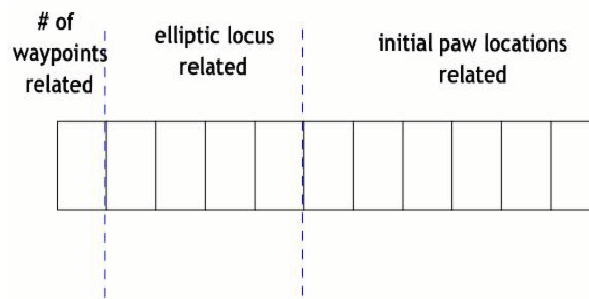 # of
waypoints
related
elliptic locus
related
initial paw locations
related